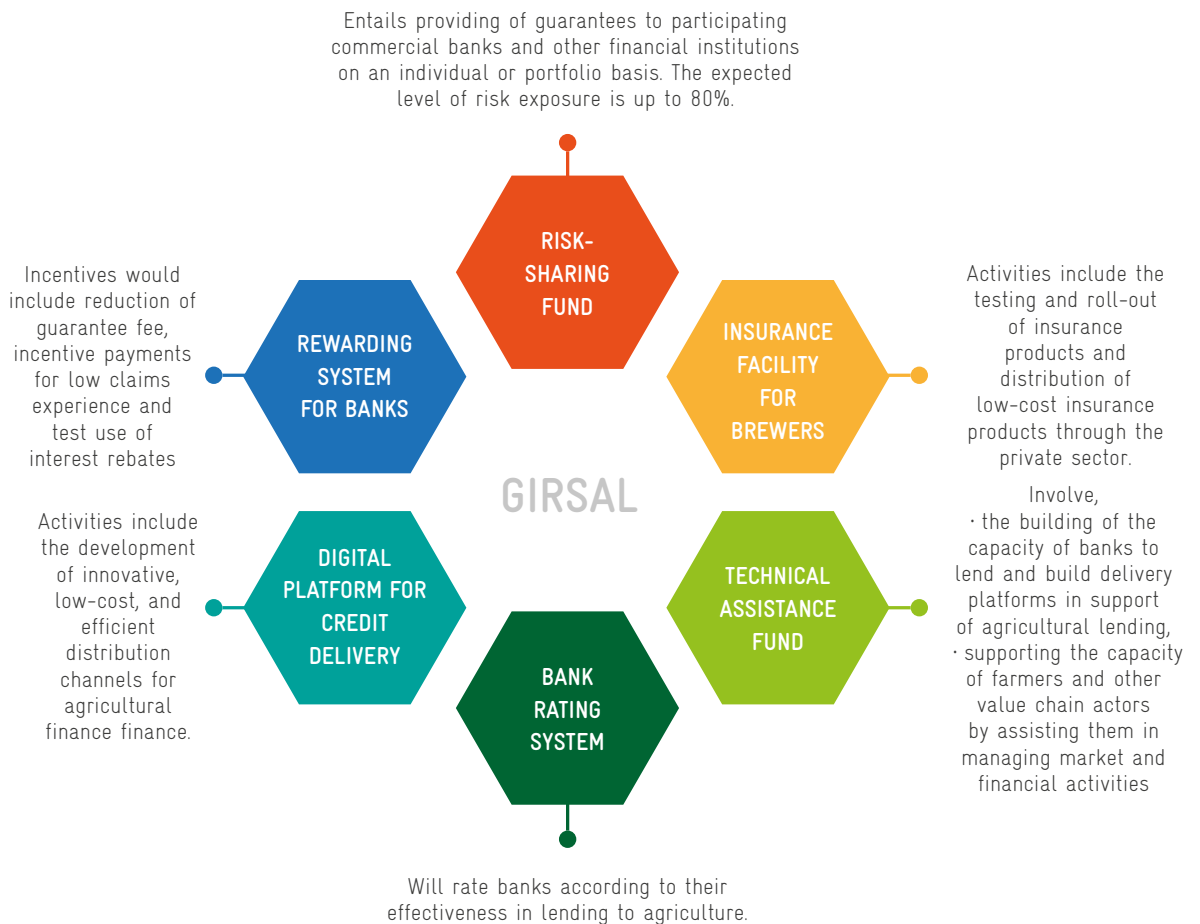 Entails providing of guarantees to participating
commercial banks and other financial institutions
on an individual or portfolio basis. The expected
level of risk exposure is up to 80%.
RISK-
SHARING
FUND
Incentives would
include reduction of
guarantee fee,
incentive payments
for low claims
experience and
test use of
interest rebates
REWARDING
SYSTEM
FOR BANKS
INSURANCE
FACILITY
FOR
BREWERS
Activities include the
testing and roll-out
of insurance
products and
distribution of
low-cost insurance
products through the
private sector.
GIRSAL
Activities include
the development
of innovative,
low-cost, and
efficient
distribution
channels for
agricultural
finance finance.
DIGITAL
PLATFORM FOR
CREDIT
DELIVERY
TECHNICAL
ASSISTANCE
FUND
Involve,
· the building of the
capacity of banks to
lend and build delivery
platforms in support
of agricultural lending,
· supporting the capacity
of farmers and other
value chain actors
by assisting them in
managing market and
financial activities
BANK
RATING
SYSTEM
Will rate banks according to their
effectiveness in lending to agriculture.